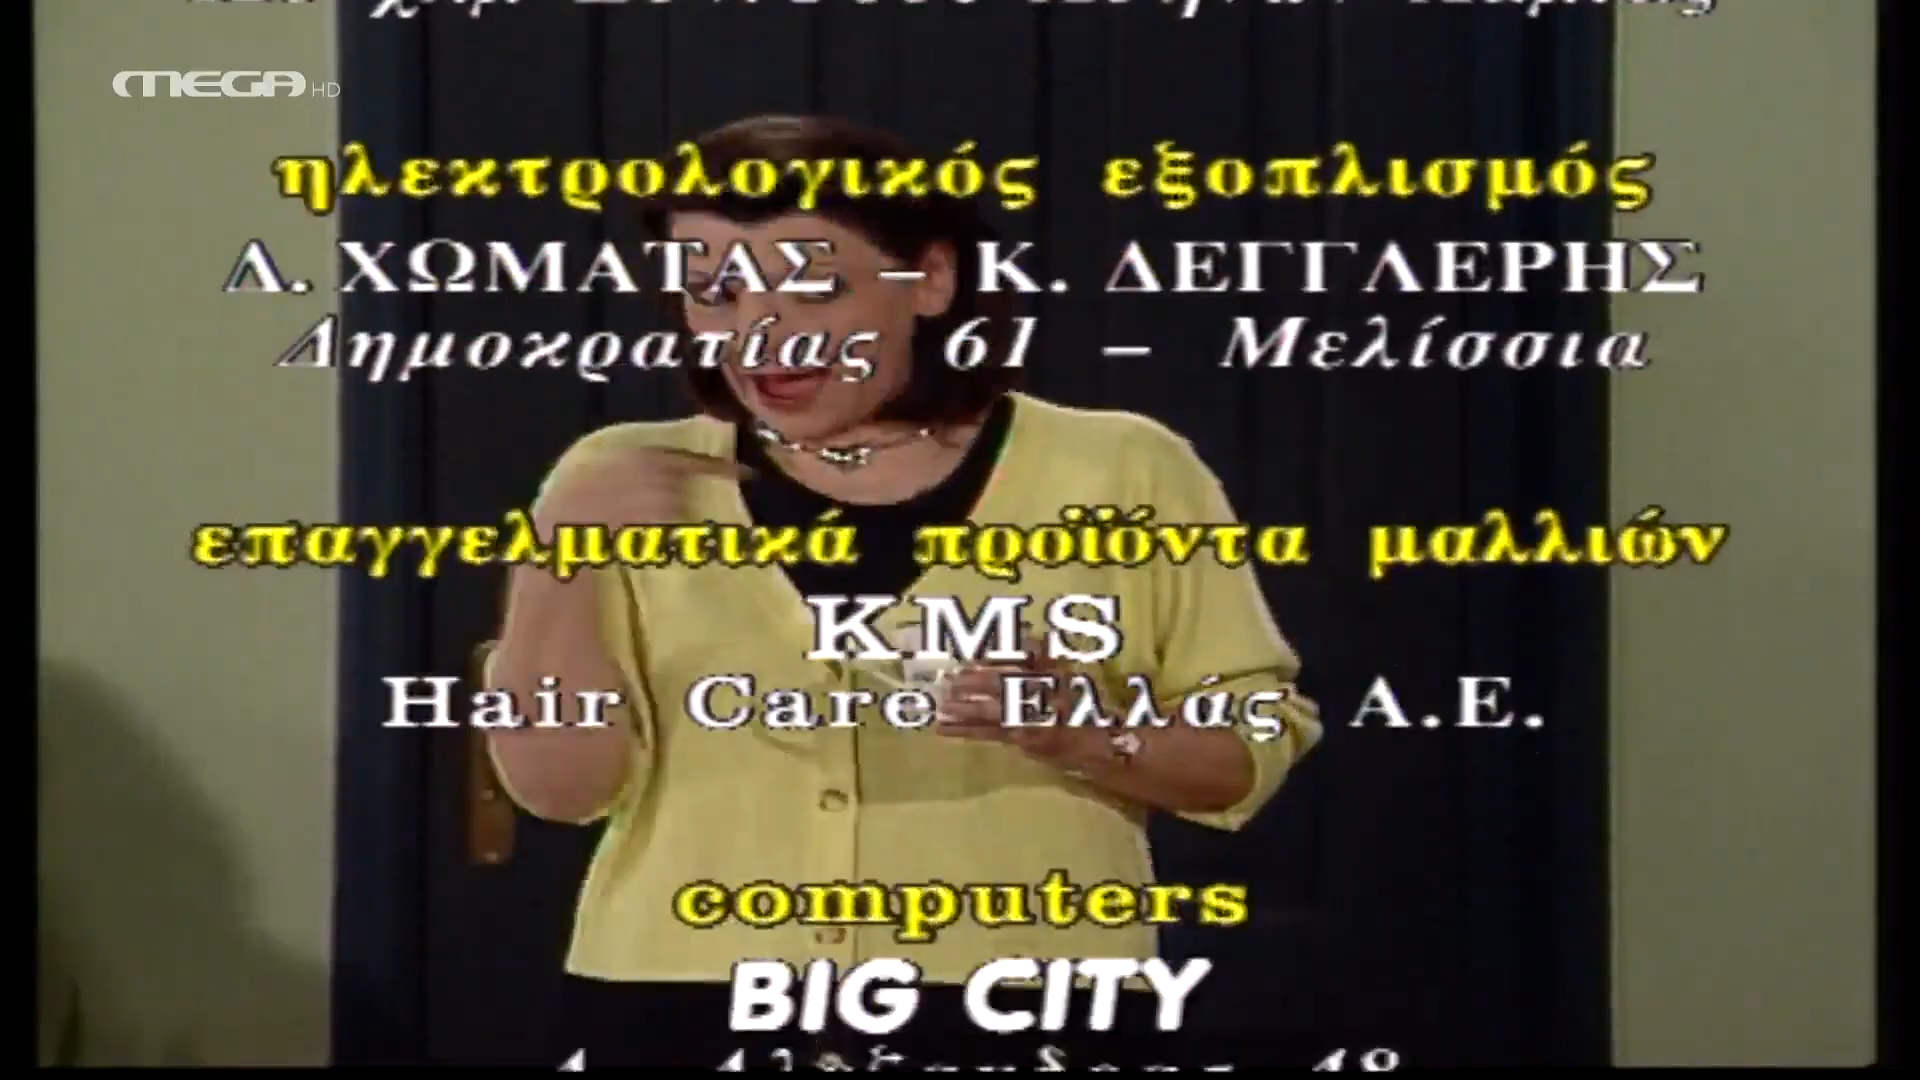 MEGA HD
ηλεκτρολογικός εξοπλισμός
Λ. ΧΩΜΑΤΑΣ – Κ. ΔΕΓΓΛΕΡΗΣ
Δημοκρατίας 61 – Μελίσσια
επαγγελματικά προϊόντα μαλλιών
KMS
Hair Care Ελλάς Α.Ε.
computers
BIG CITY